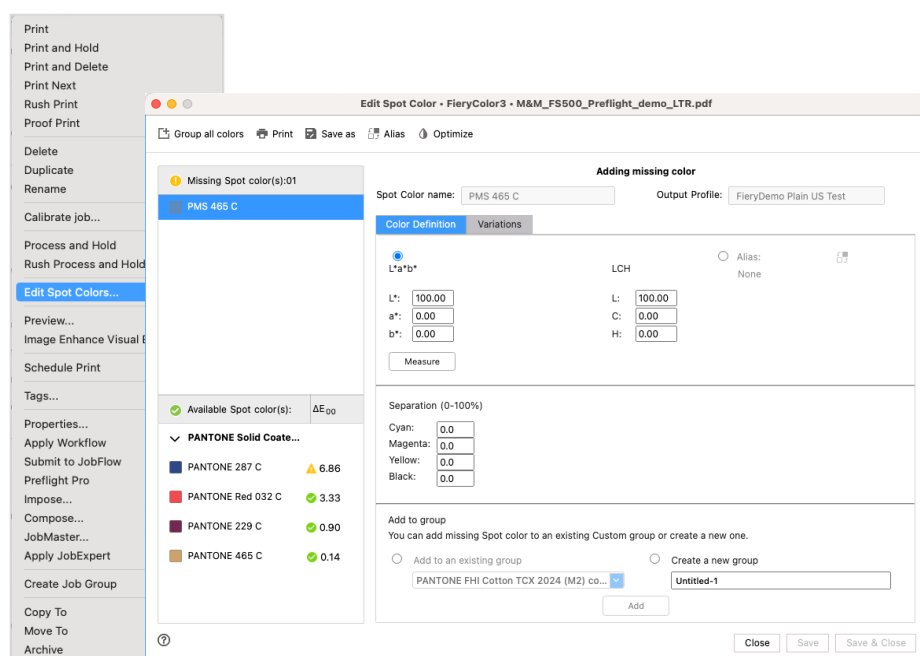 Print
Print and Hold
Print and Delete
Print Next
Rush Print
Proof Print
Delete
Duplicate
Rename
Calibrate job...
Process and Hold
Rush Process and Hold
Edit Spot Colors...
Preview...
Image Enhance Visual E
Schedule Print
Tags...
Properties...
Apply Workflow
Submit to JobFlow
Preflight Pro
Impose...
Compose...
JobMaster...
Apply JobExpert
Create Job Group
Copy To
Move To
Archive
Edit Spot Color • FieryColor3 • M&M_FS500_Preflight_demo_LTR.pdf
Group all colors Print Save as Alias Optimize
Missing Spot color(s):01
PMS 465 C
Available Spot color(s): ΔE00
PANTONE Solid Coate...
PANTONE 287 C 6.86
PANTONE Red 032 C 3.33
PANTONE 229 C 0.90
PANTONE 465 C 0.14
Adding missing color
Spot Color name: PMS 465 C Output Profile: FieryDemo Plain US Test
Color Definition Variations
L*a*b* LCH Alias:
None
L*: 100.00 L: 100.00
a*: 0.00 C: 0.00
b*: 0.00 H: 0.00
Measure
Separation (0-100%)
Cyan: 0.0
Magenta: 0.0
Yellow: 0.0
Black: 0.0
Add to group
You can add missing Spot color to an existing Custom group or create a new one.
Add to an existing group Create a new group
PANTONE FHI Cotton TCX 2024 (M2) co... Untitled-1
Add
Close Save Save & Close